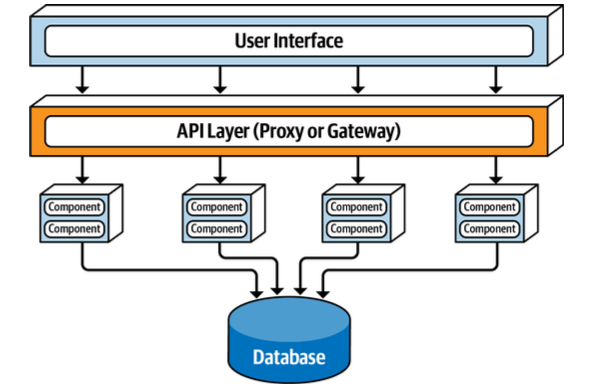 User Interface
API Layer (Proxy or Gateway)
Component
Component
Component
Component
Component
Component
Component
Component
Database